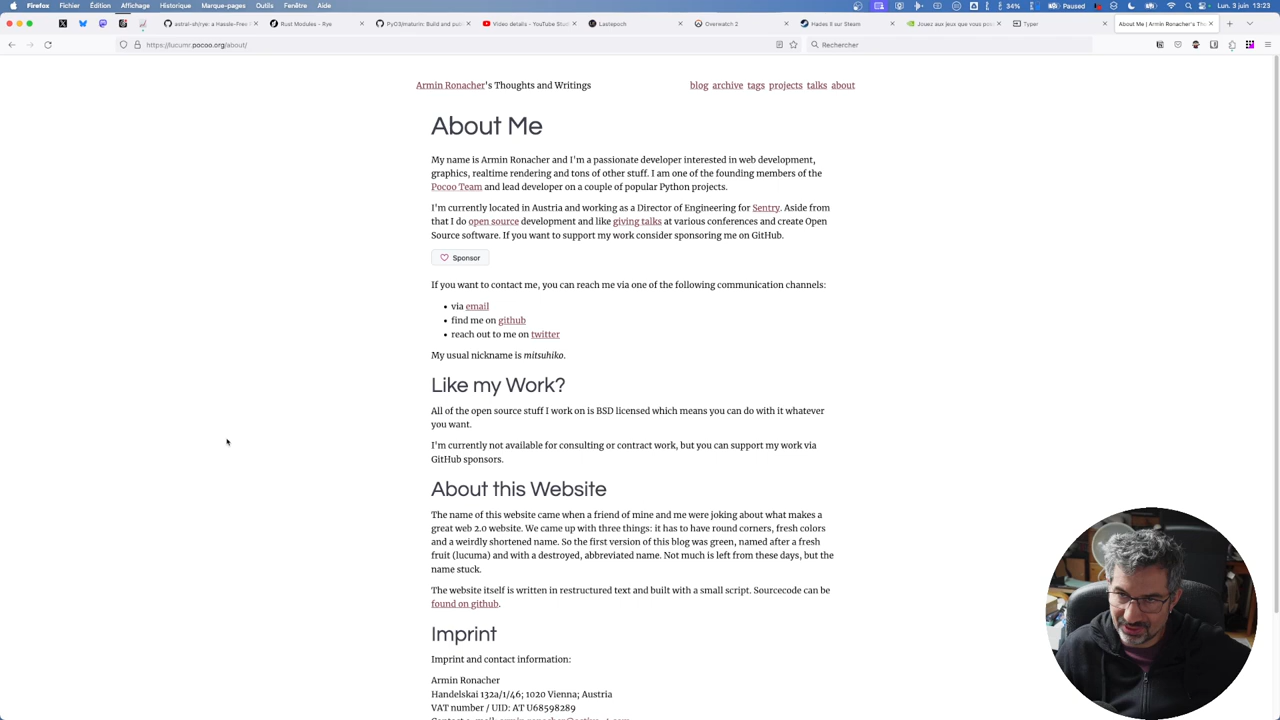 Firefox Fichier Édition Affichage Historique Marque-pages Outils Fenêtre Aide
34% Paused Lun. 3 juin 13:23
astral-sh/rye: a Hassle-Free
Rust Modules – Rye
PyO3/maturin: Build and pub
Video details - YouTube Stud
Lastepoch
Overwatch 2
Hades II sur Steam
Jouez aux jeux que vous po
Typer
About Me | Armin Ronacher's Th
https://lucumr.pocoo.org/about/
Rechercher
Armin Ronacher's Thoughts and Writings
blog archive tags projects talks about
About Me
My name is Armin Ronacher and I'm a passionate developer interested in web development,
graphics, realtime rendering and tons of other stuff. I am one of the founding members of the
Pocoo Team and lead developer on a couple of popular Python projects.
I'm currently located in Austria and working as a Director of Engineering for Sentry. Aside from
that I do open source development and like giving talks at various conferences and create Open
Source software. If you want to support my work consider sponsoring me on GitHub.
Sponsor
If you want to contact me, you can reach me via one of the following communication channels:
• via email
• find me on github
• reach out to me on twitter
My usual nickname is mitsuhiko.
Like my Work?
All of the open source stuff I work on is BSD licensed which means you can do with it whatever
you want.
I'm currently not available for consulting or contract work, but you can support my work via
GitHub sponsors.
About this Website
The name of this website came when a friend of mine and me were joking about what makes a
great web 2.0 website. We came up with three things: it has to have round corners, fresh colors
and a weirdly shortened name. So the first version of this blog was green, named after a fresh
fruit (lucuma) and with a destroyed, abbreviated name. Not much is left from these days, but the
name stuck.
The website itself is written in restructured text and built with a small script. Sourcecode can be
found on github.
Imprint
Imprint and contact information:
Armin Ronacher
Handelskai 132a/1/46; 1020 Vienna; Austria
VAT number / UID: AT U68598289